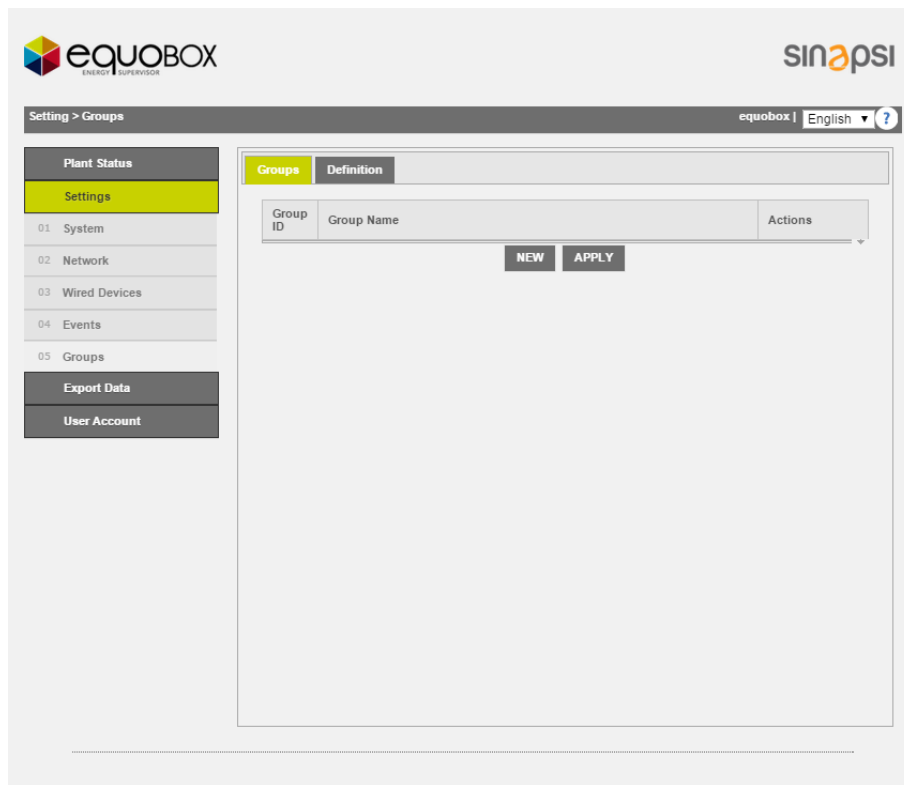 equoBOX
ENERGY SUPERVISOR
sinapsi
Setting > Groups
equobox |
English
?
Plant Status
Settings
01 System
02 Network
03 Wired Devices
04 Events
05 Groups
Export Data
User Account
Groups
Definition
Group ID
Group Name
Actions
NEW
APPLY